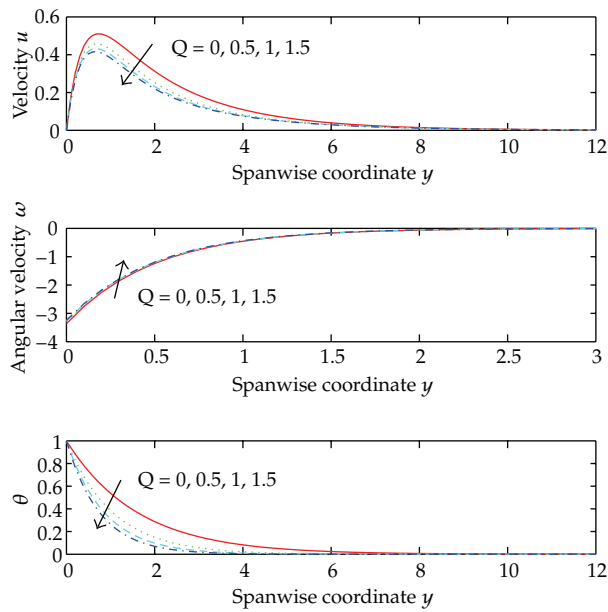 0.6
0.4
0.2
0
Velocity u
Q = 0, 0.5, 1, 1.5
0 2 4 6 8 10 12
Spanwise coordinate y
0
−1
−2
−3
−4
Angular velocity ω
Q = 0, 0.5, 1, 1.5
0 0.5 1 1.5 2 2.5 3
Spanwise coordinate y
1
0.8
0.6
0.4
0.2
0
θ
Q = 0, 0.5, 1, 1.5
0 2 4 6 8 10 12
Spanwise coordinate y